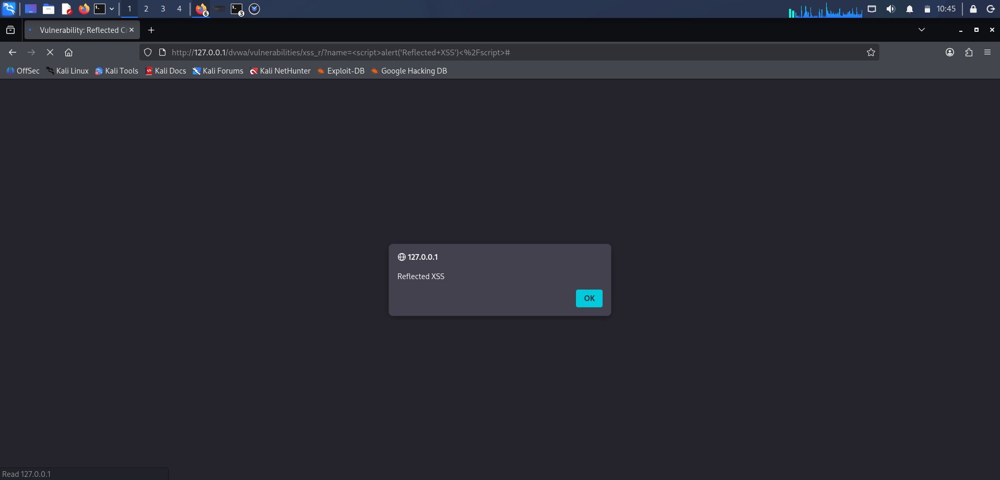 1 2 3 4 6 3 10:45
Vulnerability: Reflected C
http://127.0.0.1/dvwa/vulnerabilities/xss_r/?name=<script>alert('Reflected+XSS')<%2Fscript>#
OffSec Kali Linux Kali Tools Kali Docs Kali Forums Kali NetHunter Exploit-DB Google Hacking DB
127.0.0.1
Reflected XSS
OK
Read 127.0.0.1